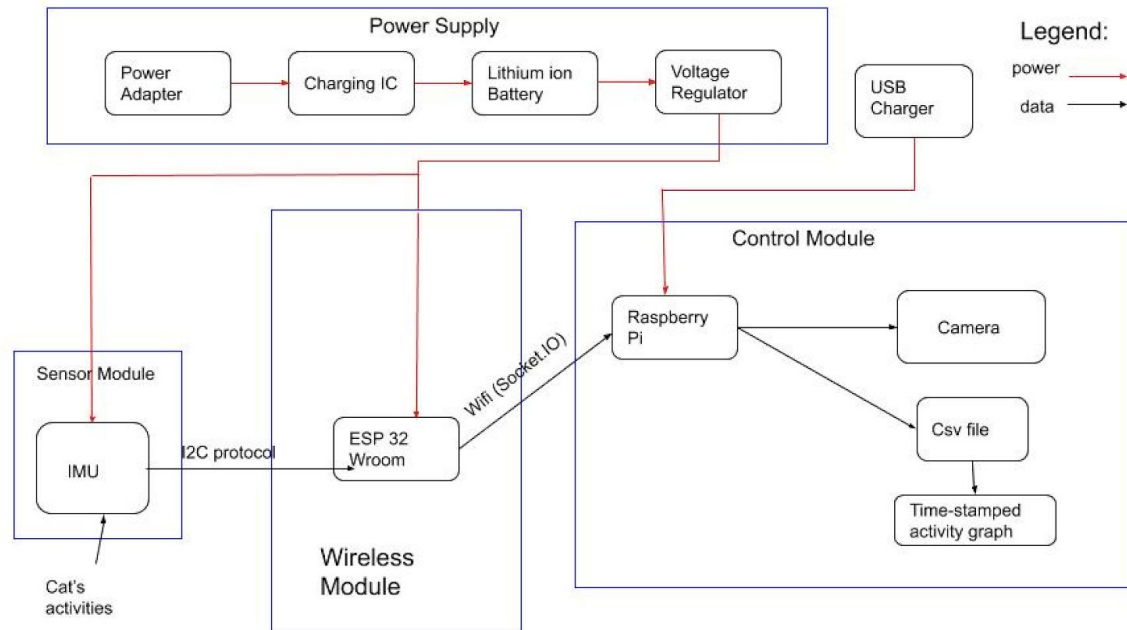 Power Supply
Legend:
Power
Adapter
Charging IC
Lithium ion
Battery
Voltage
Regulator
USB
Charger
power
data
Control Module
Raspberry
Pi
Camera
Wifi (Socket.IO)
Sensor Module
IMU
I2C protocol
ESP 32
Wroom
Csv file
Time-stamped
activity graph
Wireless
Module
Cat's
activities